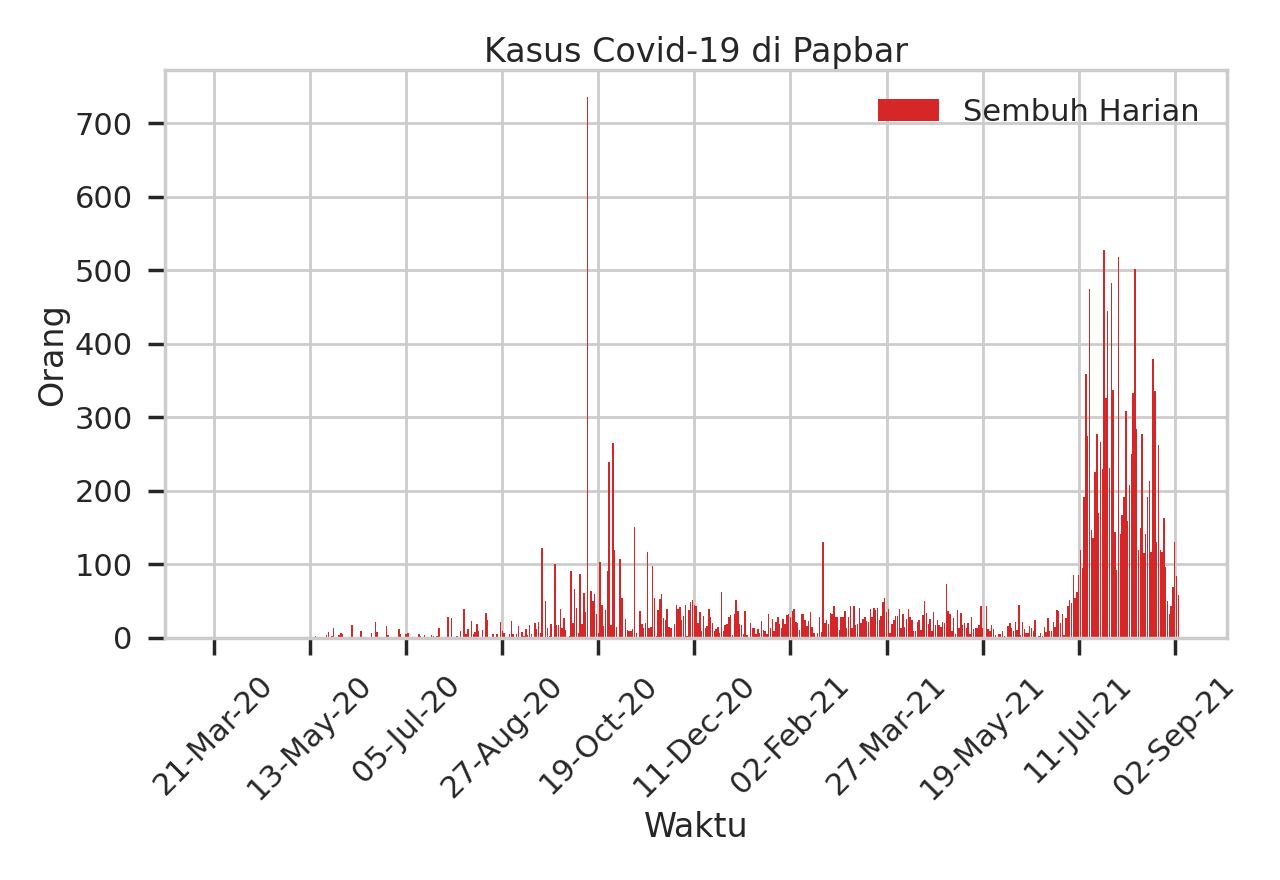 Kasus Covid-19 di Papbar
Sembuh Harian
Orang
700
600
500
400
300
200
100
0
21-Mar-20
13-May-20
05-Jul-20
27-Aug-20
19-Oct-20
11-Dec-20
02-Feb-21
27-Mar-21
19-May-21
11-Jul-21
02-Sep-21
Waktu